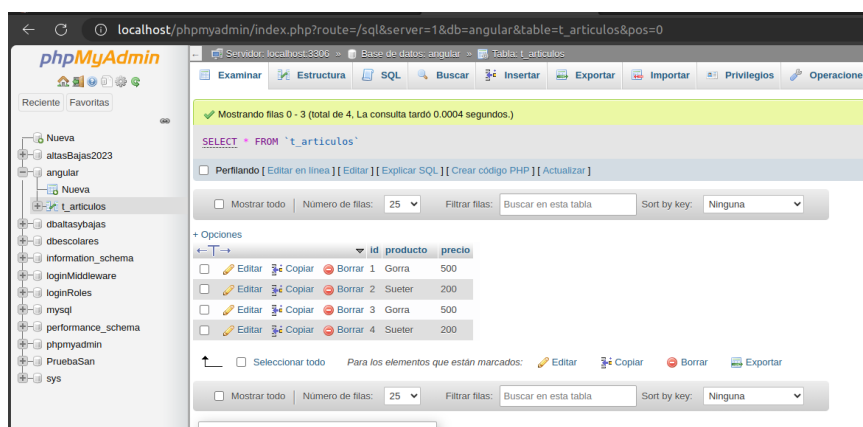 localhost/phpmyadmin/index.php?route=/sql&server=1&db=angular&table=t_articulos&pos=0
phpMyAdmin
Reciente Favoritas
Nueva
altasBajas2023
angular
Nueva
t_articulos
dbaltasybajas
dbescolares
information_schema
loginMiddleware
loginRoles
mysql
performance_schema
phpmyadmin
PruebaSan
sys
Servidor: localhost:3306 » Base de datos: angular » Tabla: t_articulos
Examinar Estructura SQL Buscar Insertar Exportar Importar Privilegios Operacione
Mostrando filas 0 - 3 (total de 4, La consulta tardó 0.0004 segundos.)
SELECT * FROM `t_articulos`
Perfilando [ Editar en línea ] [ Editar ] [ Explicar SQL ] [ Crear código PHP ] [ Actualizar ]
Mostrar todo | Número de filas: 25 Filtrar filas: Buscar en esta tabla Sort by key: Ninguna
+ Opciones
←T→ id producto precio
Editar Copiar Borrar 1 Gorra 500
Editar Copiar Borrar 2 Sueter 200
Editar Copiar Borrar 3 Gorra 500
Editar Copiar Borrar 4 Sueter 200
Seleccionar todo Para los elementos que están marcados: Editar Copiar Borrar Exportar
Mostrar todo | Número de filas: 25 Filtrar filas: Buscar en esta tabla Sort by key: Ninguna